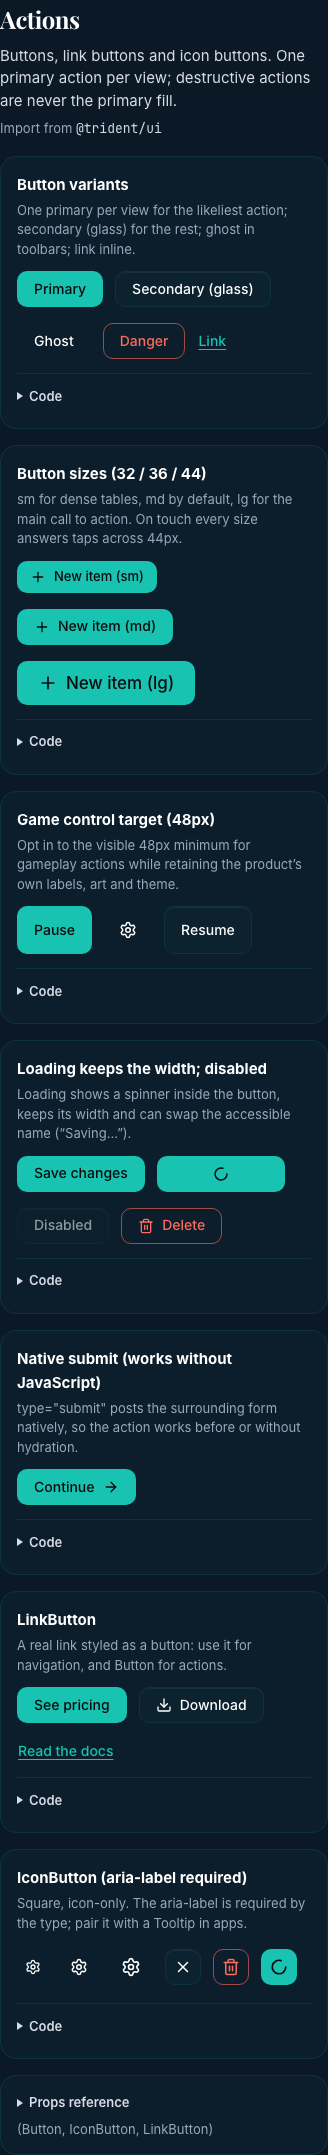 Actions
Buttons, link buttons and icon buttons. One
primary action per view; destructive actions
are never the primary fill.
Import from @trident/ui
Button variants
One primary per view for the likeliest action;
secondary (glass) for the rest; ghost in
toolbars; link inline.
Primary Secondary (glass)
Ghost Danger Link
Code
Button sizes (32 / 36 / 44)
sm for dense tables, md by default, lg for the
main call to action. On touch every size
answers taps across 44px.
New item (sm)
New item (md)
New item (lg)
Code
Game control target (48px)
Opt in to the visible 48px minimum for
gameplay actions while retaining the product’s
own labels, art and theme.
Pause Resume
Code
Loading keeps the width; disabled
Loading shows a spinner inside the button,
keeps its width and can swap the accessible
name (“Saving…”).
Save changes
Disabled Delete
Code
Native submit (works without
JavaScript)
type="submit" posts the surrounding form
natively, so the action works before or without
hydration.
Continue
Code
LinkButton
A real link styled as a button: use it for
navigation, and Button for actions.
See pricing Download
Read the docs
Code
IconButton (aria-label required)
Square, icon-only. The aria-label is required by
the type; pair it with a Tooltip in apps.
Code
Props reference
(Button, IconButton, LinkButton)